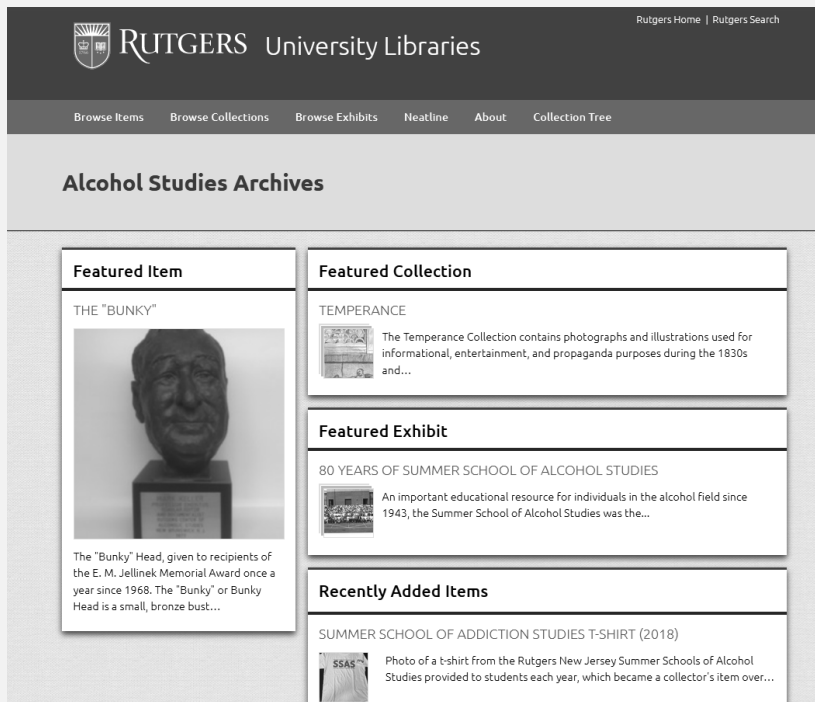 Rutgers Home | Rutgers Search
RUTGERS University Libraries
Browse Items Browse Collections Browse Exhibits Neatline About Collection Tree
Alcohol Studies Archives
Featured Item
THE "BUNKY"
The "Bunky" Head, given to recipients of
the E. M. Jellinek Memorial Award once a
year since 1968. The "Bunky" or Bunky
Head is a small, bronze bust…
Featured Collection
TEMPERANCE
The Temperance Collection contains photographs and illustrations used for
informational, entertainment, and propaganda purposes during the 1830s
and…
Featured Exhibit
80 YEARS OF SUMMER SCHOOL OF ALCOHOL STUDIES
An important educational resource for individuals in the alcohol field since
1943, the Summer School of Alcohol Studies was the...
Recently Added Items
SUMMER SCHOOL OF ADDICTION STUDIES T-SHIRT (2018)
SSAS
Photo of a t-shirt from the Rutgers New Jersey Summer Schools of Alcohol
Studies provided to students each year, which became a collector's item over…